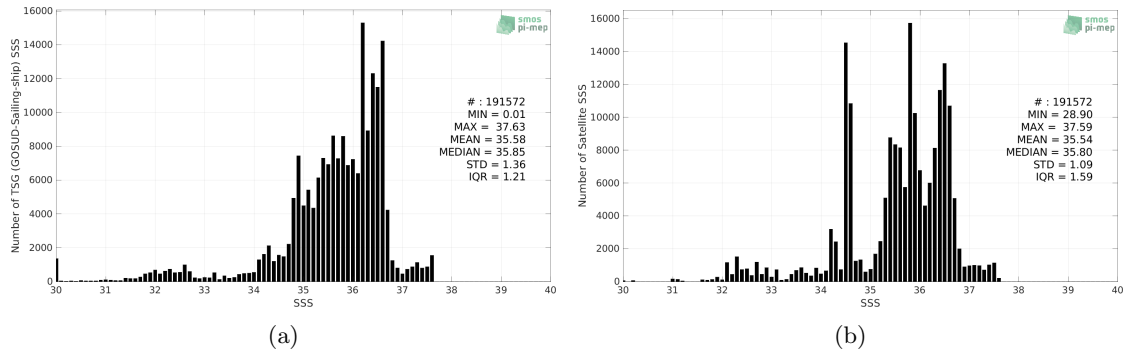 16000
14000
12000
10000
8000
6000
4000
2000
0
Number of TSG (GOSUD-Sailing-ship) SSS
smos
pi-mep
# : 191572
MIN = 0.01
MAX = 37.63
MEAN = 35.58
MEDIAN = 35.85
STD = 1.36
IQR = 1.21
30 31 32 33 34 35 36 37 38 39 40
SSS
(a)
16000
14000
12000
10000
8000
6000
4000
2000
0
Number of Satellite SSS
smos
pi-mep
# : 191572
MIN = 28.90
MAX = 37.59
MEAN = 35.54
MEDIAN = 35.80
STD = 1.09
IQR = 1.59
30 31 32 33 34 35 36 37 38 39 40
SSS
(b)